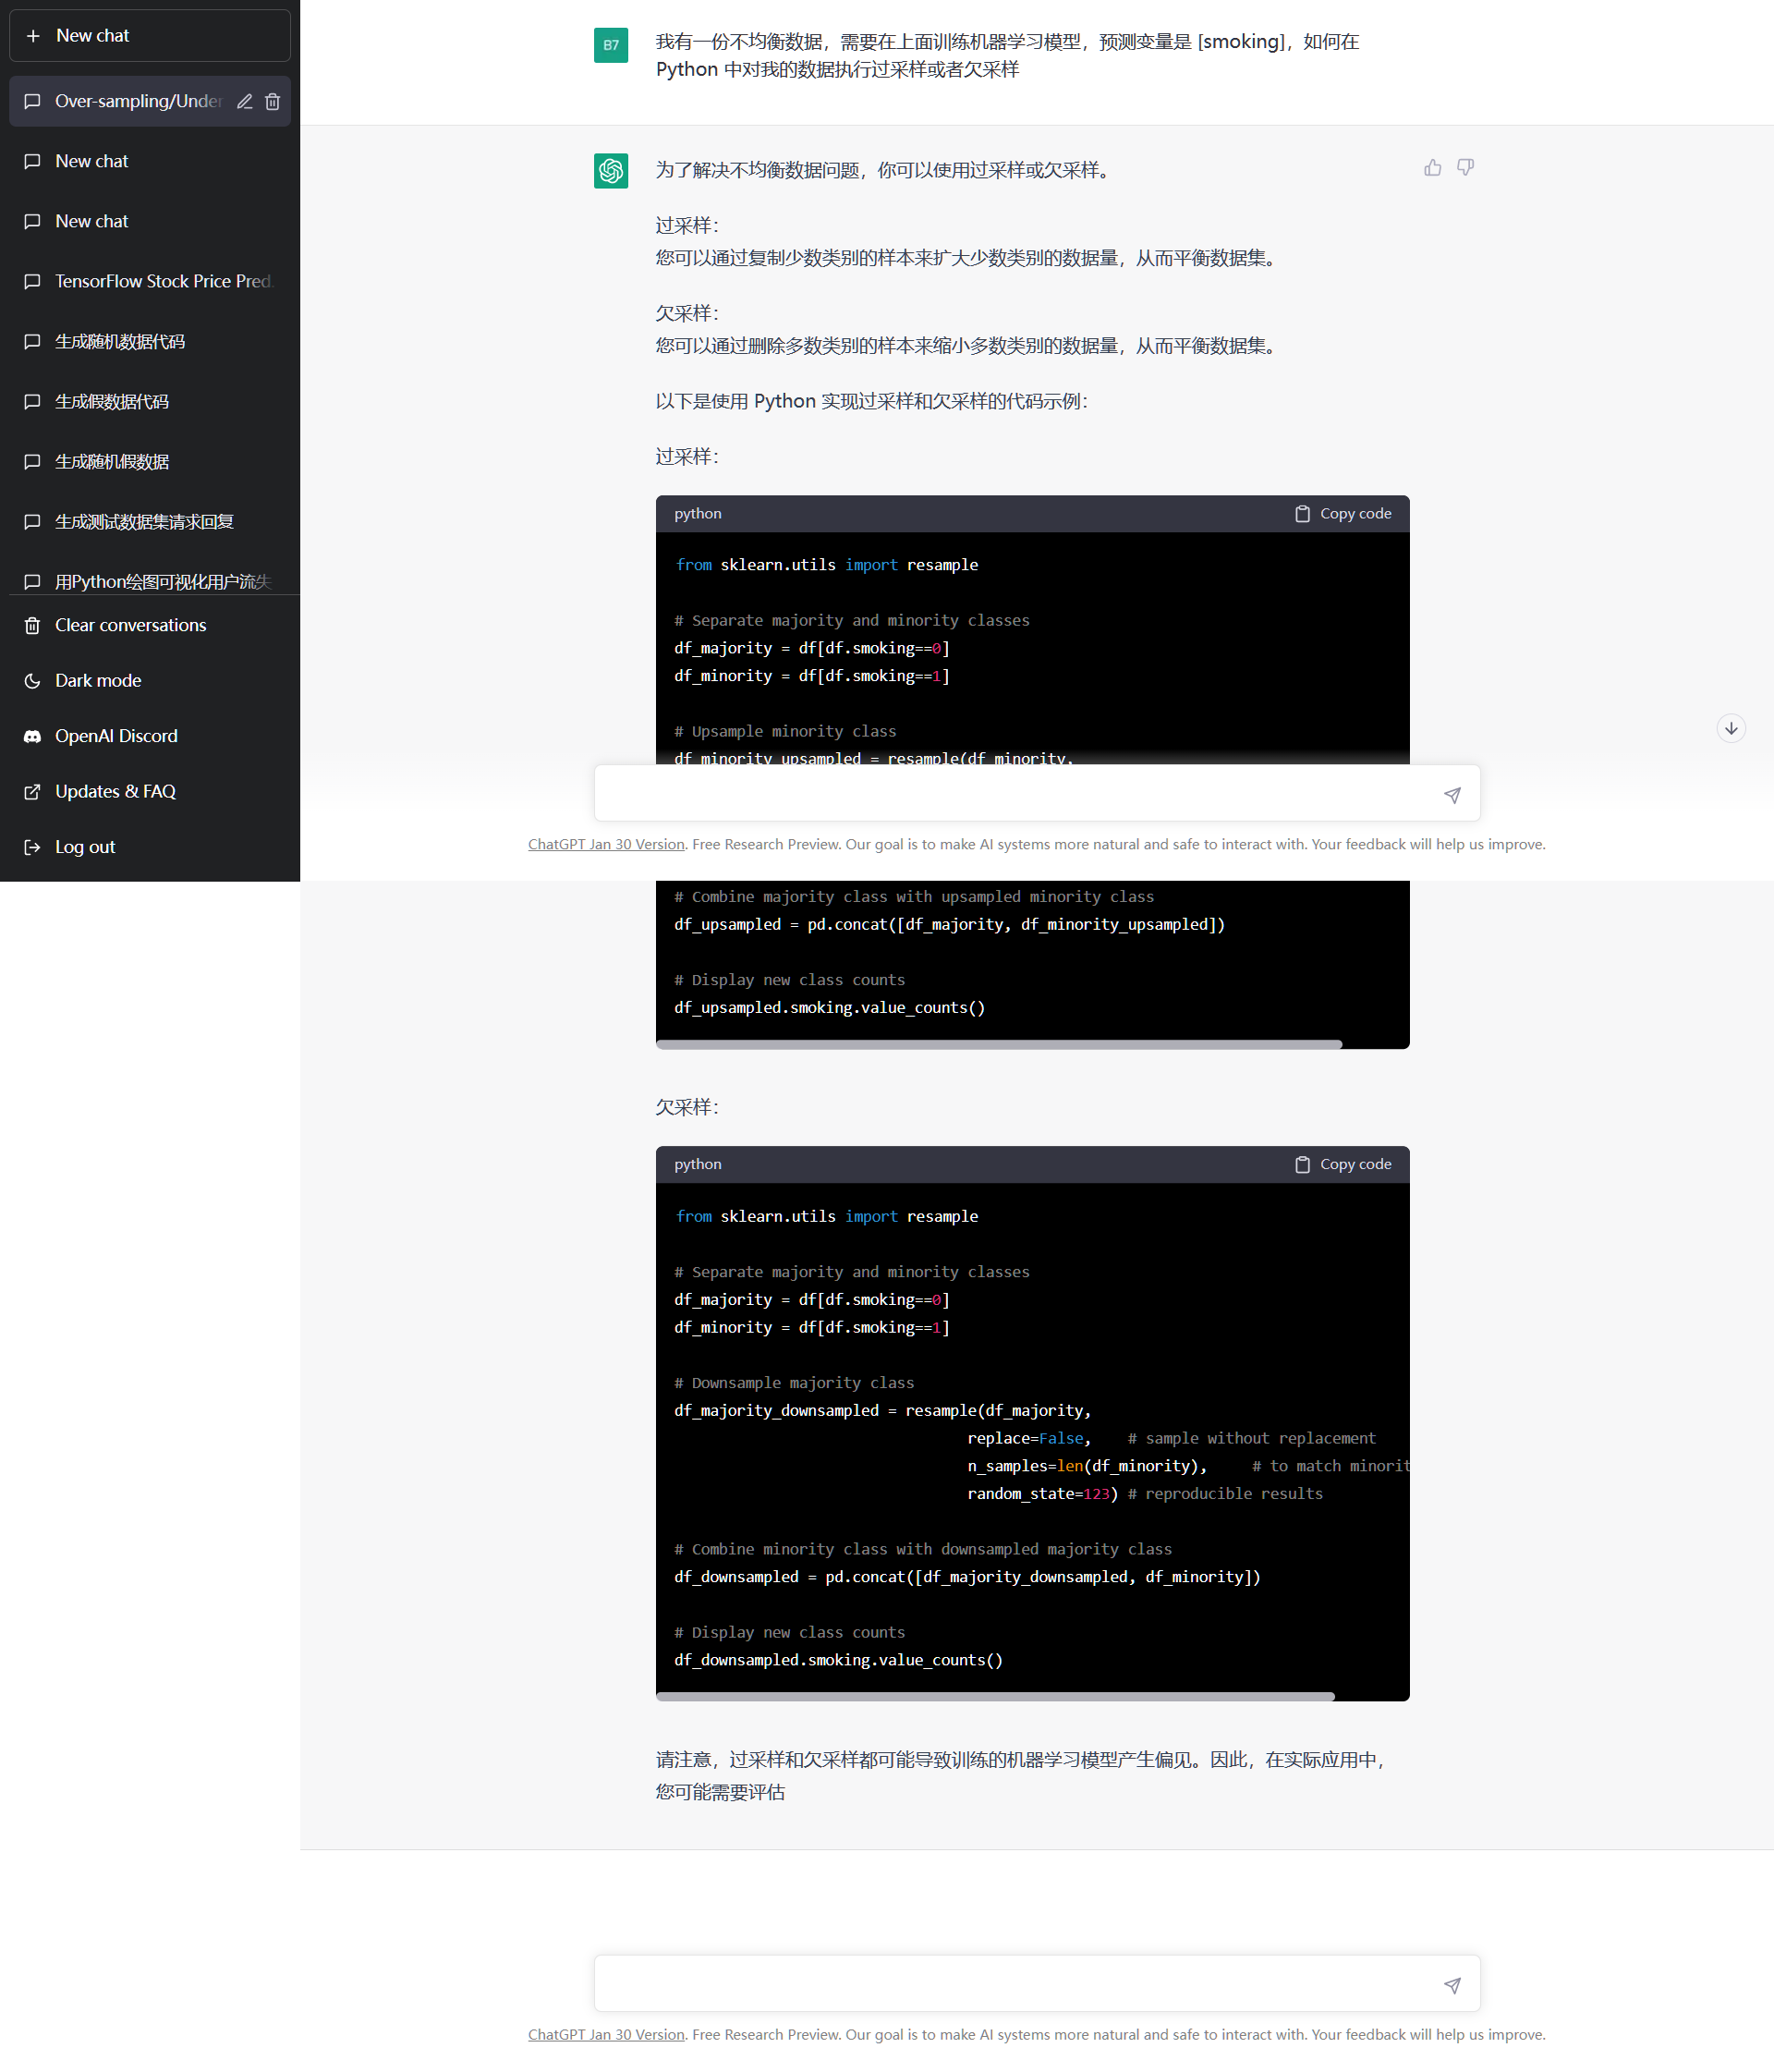 New chat
Over-sampling/Under
New chat
New chat
TensorFlow Stock Price Pred.
生成随机数据代码
生成假数据代码
生成随机假数据
生成测试数据集请求回复
用Python绘图可视化用户流失
Clear conversations
Dark mode
OpenAI Discord
Updates & FAQ
Log out
B7
我有一份不均衡数据，需要在上面训练机器学习模型，预测变量是 [smoking]，如何在
Python 中对我的数据执行过采样或者欠采样
为了解决不均衡数据问题，你可以使用过采样或欠采样。
过采样：
您可以通过复制少数类别的样本来扩大少数类别的数据量，从而平衡数据集。
欠采样：
您可以通过删除多数类别的样本来缩小多数类别的数据量，从而平衡数据集。
以下是使用 Python 实现过采样和欠采样的代码示例：
过采样：
python Copy code
from sklearn.utils import resample
# Separate majority and minority classes
df_majority = df[df.smoking==0]
df_minority = df[df.smoking==1]
# Upsample minority class
df_minority_upsampled = resample(df_minority,
ChatGPT Jan 30 Version. Free Research Preview. Our goal is to make AI systems more natural and safe to interact with. Your feedback will help us improve.
# Combine majority class with upsampled minority class
df_upsampled = pd.concat([df_majority, df_minority_upsampled])
# Display new class counts
df_upsampled.smoking.value_counts()
欠采样：
python Copy code
from sklearn.utils import resample
# Separate majority and minority classes
df_majority = df[df.smoking==0]
df_minority = df[df.smoking==1]
# Downsample majority class
df_majority_downsampled = resample(df_majority,
replace=False,    # sample without replacement
n_samples=len(df_minority),     # to match minorit
random_state=123) # reproducible results
# Combine minority class with downsampled majority class
df_downsampled = pd.concat([df_majority_downsampled, df_minority])
# Display new class counts
df_downsampled.smoking.value_counts()
请注意，过采样和欠采样都可能导致训练的机器学习模型产生偏见。因此，在实际应用中，
您可能需要评估
ChatGPT Jan 30 Version. Free Research Preview. Our goal is to make AI systems more natural and safe to interact with. Your feedback will help us improve.